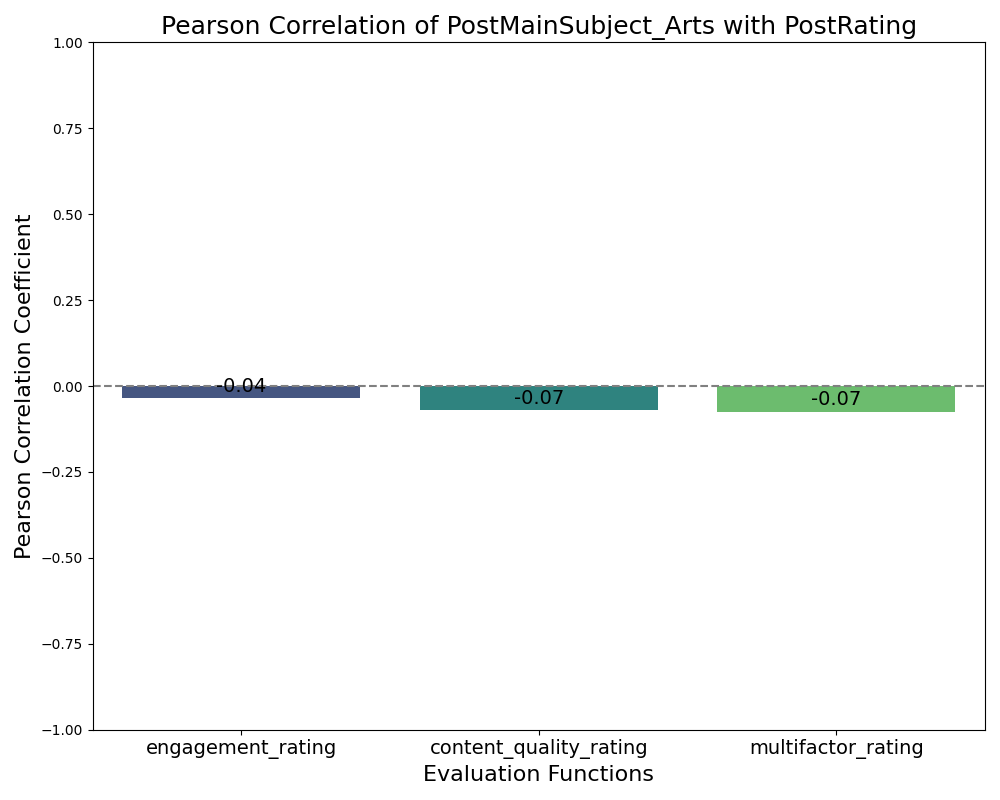 Pearson Correlation of PostMainSubject_Arts with PostRating
Pearson Correlation Coefficient
1.00
0.75
0.50
0.25
0.00
−0.25
−0.50
−0.75
−1.00
-0.04
-0.07
-0.07
engagement_rating
content_quality_rating
multifactor_rating
Evaluation Functions